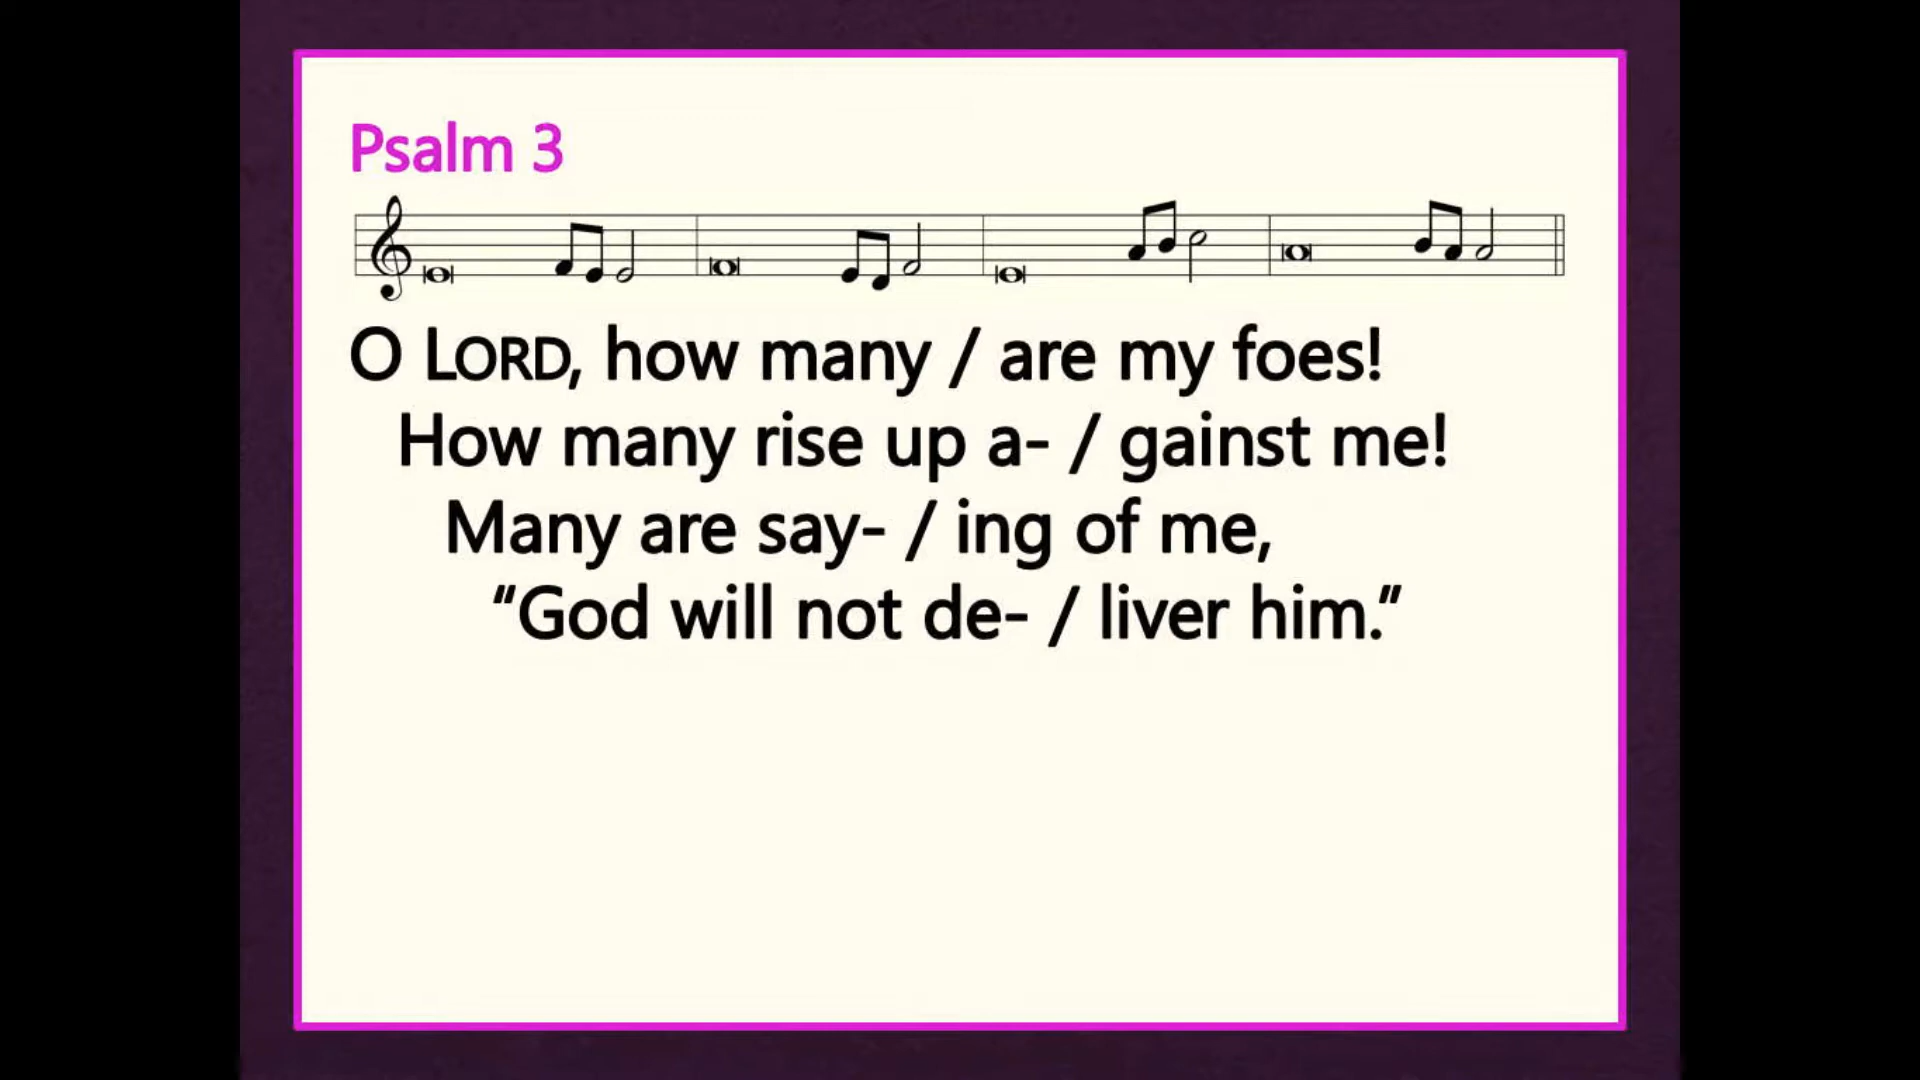 Psalm 3
O LORD, how many / are my foes!
How many rise up a- / gainst me!
Many are say- / ing of me,
“God will not de- / liver him.”